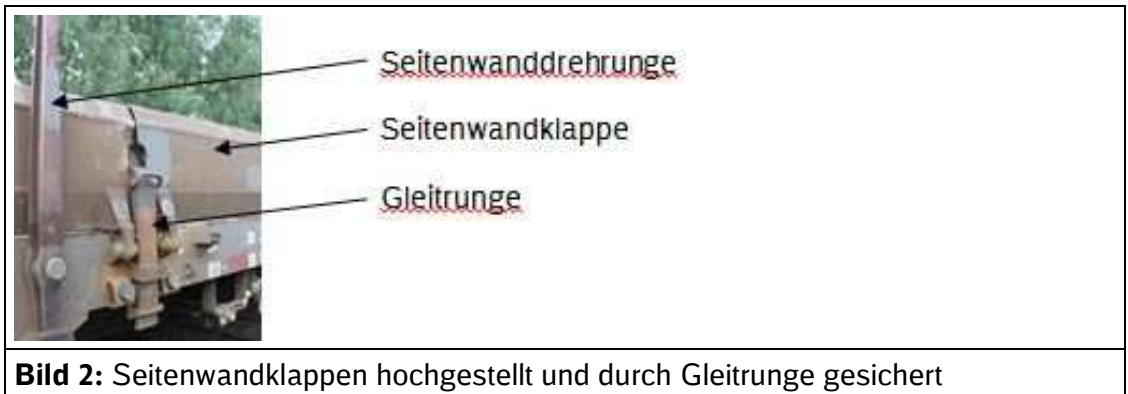 Seitenwanddrehrunge
Seitenwandklappe
Gleitrunge
Bild 2: Seitenwandklappen hochgestellt und durch Gleitrunge gesichert